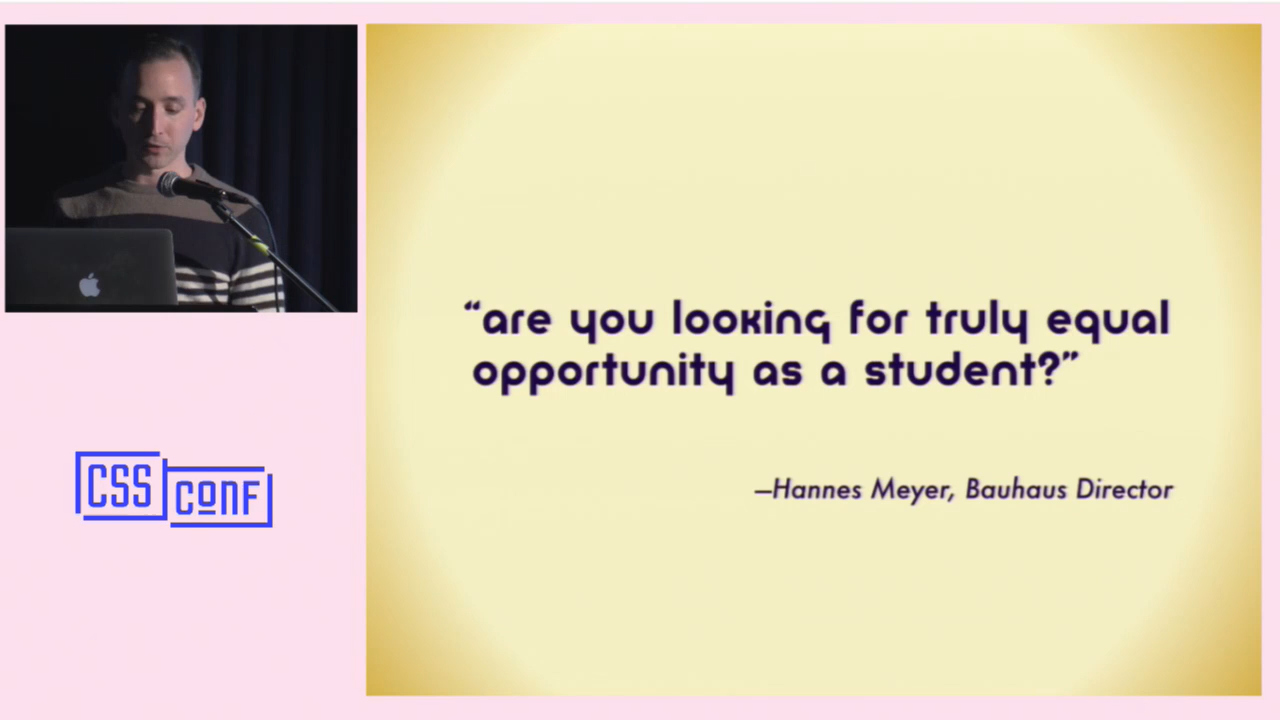 “are you looking for truly equal
opportunity as a student?”
—Hannes Meyer, Bauhaus Director
CSS
CONF